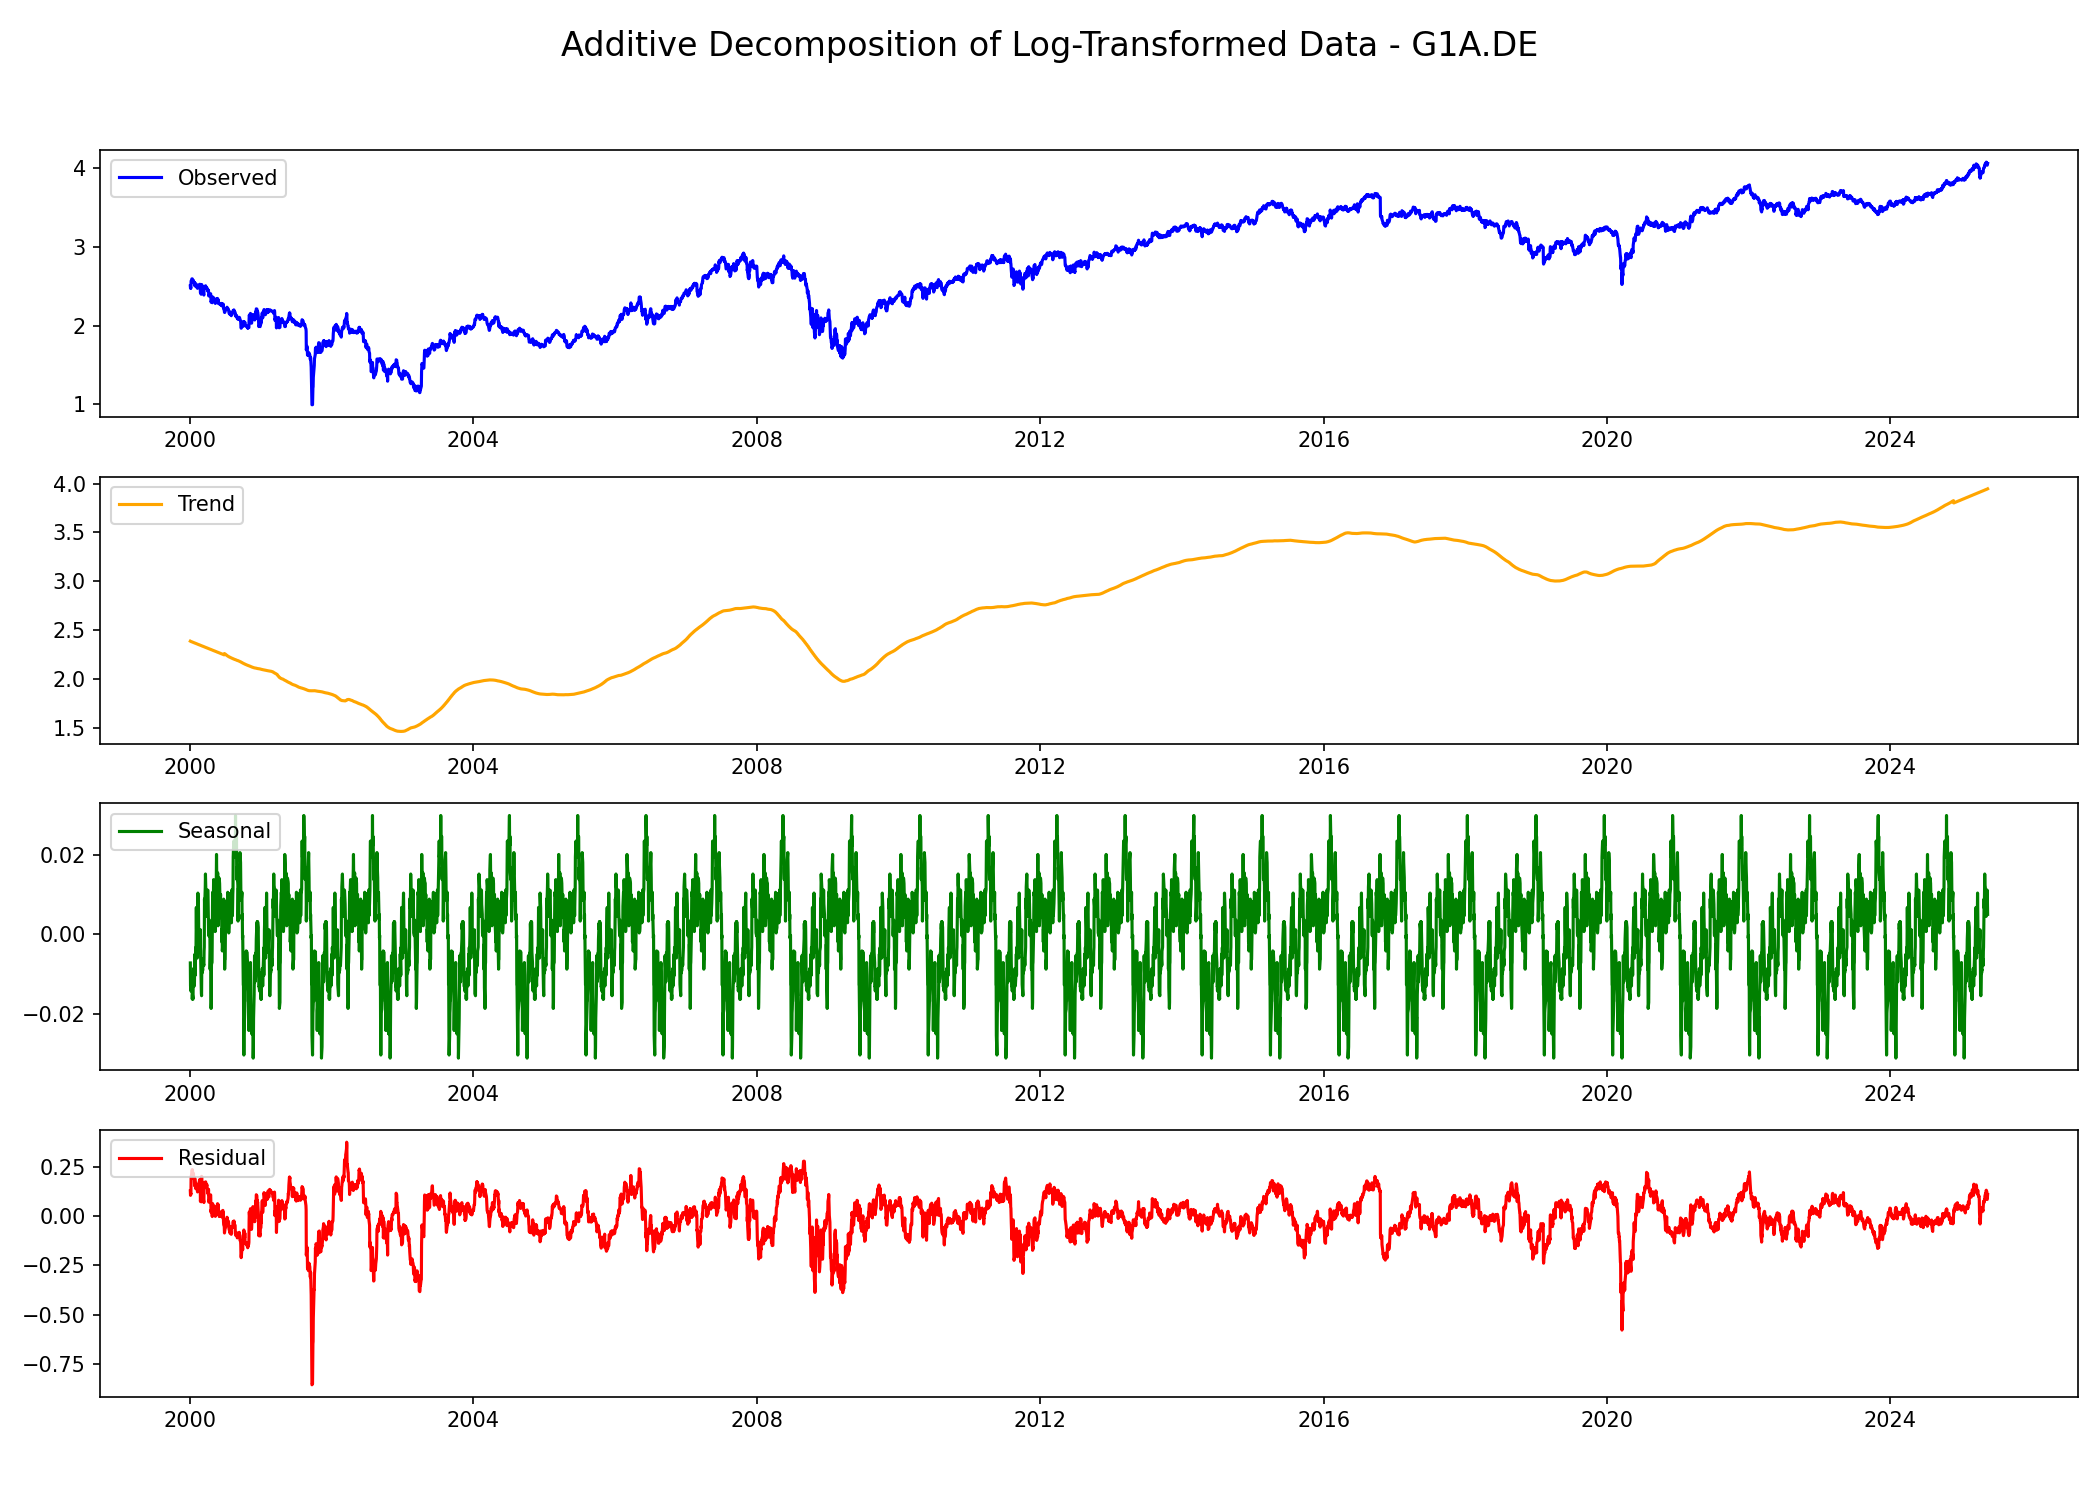 Additive Decomposition of Log-Transformed Data - G1A.DE
Observed
4
3
2
1
2000 2004 2008 2012 2016 2020 2024
Trend
4.0
3.5
3.0
2.5
2.0
1.5
2000 2004 2008 2012 2016 2020 2024
Seasonal
0.02
0.00
−0.02
2000 2004 2008 2012 2016 2020 2024
Residual
0.25
0.00
−0.25
−0.50
−0.75
2000 2004 2008 2012 2016 2020 2024